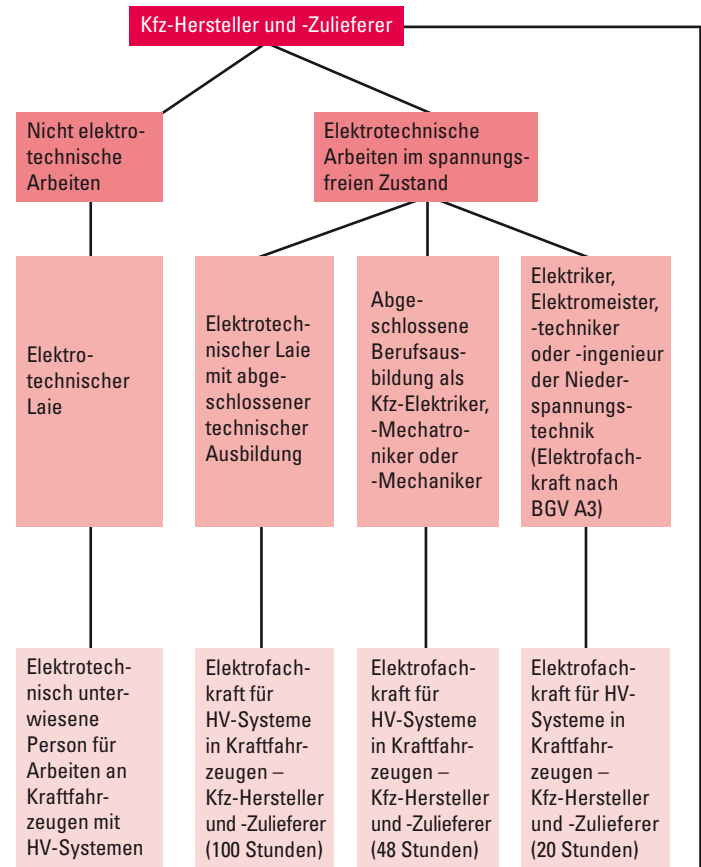 Kfz-Hersteller und -Zulieferer
Nicht elektro-
technische
Arbeiten
Elektrotechnische
Arbeiten im spannungs-
freien Zustand
Elektro-
technischer
Laie
Elektrotech-
nischer Laie
mit abge-
schlossener
technischer
Ausbildung
Abge-
schlossene
Berufsaus-
bildung als
Kfz-Elektriker,
-Mechatro-
niker oder
-Mechaniker
Elektriker,
Elektromeister,
-techniker
oder -ingenieur
der Nieder-
spannungs-
technik
(Elektrofach-
kraft nach
BGV A3)
Elektrotech-
nisch unter-
wiesene
Person für
Arbeiten an
Kraftfahr-
zeugen mit
HV-Systemen
Elektrofach-
kraft für
HV-Systeme
in Kraftfahr-
zeugen –
Kfz-Hersteller
und -Zulieferer
(100 Stunden)
Elektrofach-
kraft für
HV-Systeme
in Kraftfahr-
zeugen –
Kfz-Hersteller
und -Zulieferer
(48 Stunden)
Elektrofach-
kraft für HV-
Systeme in
Kraftfahr-
zeugen –
Kfz-Hersteller
und -Zulieferer
(20 Stunden)